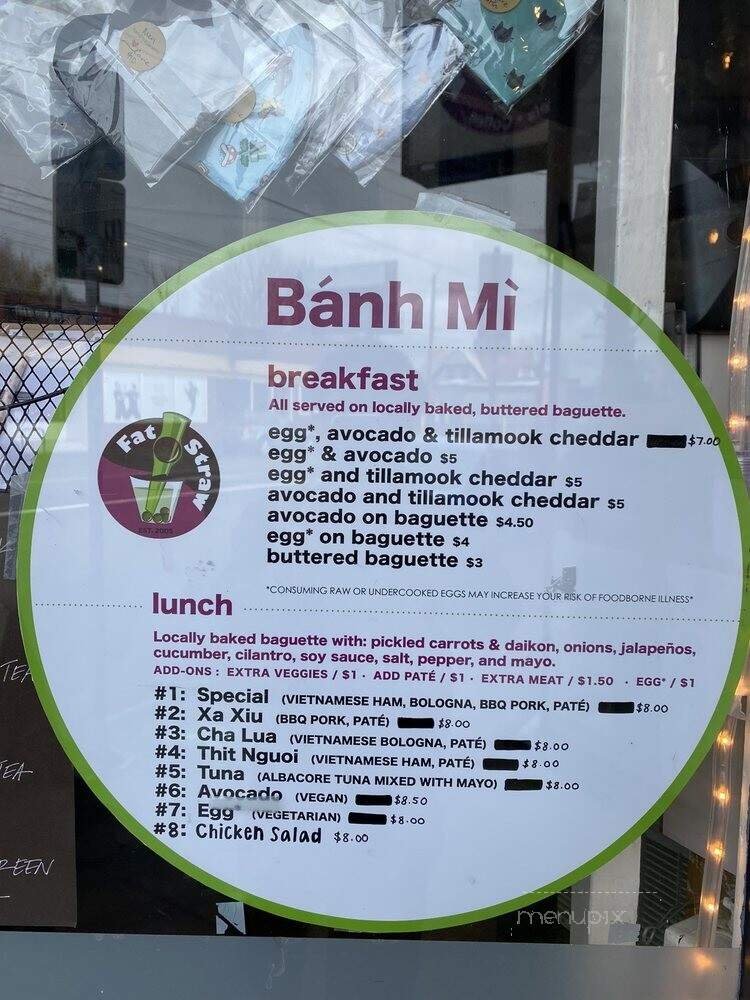 Bánh Mì
breakfast
All served on locally baked, buttered baguette.
egg*, avocado & tillamook cheddar $7.00
egg* & avocado $5
egg* and tillamook cheddar $5
avocado and tillamook cheddar $5
avocado on baguette $4.50
egg* on baguette $4
buttered baguette $3
*CONSUMING RAW OR UNDERCOOKED EGGS MAY INCREASE YOUR RISK OF FOODBORNE ILLNESS*
Fat Straw
EST. 2005
lunch
Locally baked baguette with: pickled carrots & daikon, onions, jalapeños,
cucumber, cilantro, soy sauce, salt, pepper, and mayo.
ADD-ONS : EXTRA VEGGIES / $1 · ADD PATÉ / $1 · EXTRA MEAT / $1.50 · EGG* / $1
#1: Special (VIETNAMESE HAM, BOLOGNA, BBQ PORK, PATÉ) $8.00
#2: Xa Xiu (BBQ PORK, PATÉ) $8.00
#3: Cha Lua (VIETNAMESE BOLOGNA, PATÉ) $8.00
#4: Thit Nguoi (VIETNAMESE HAM, PATÉ) $8.00
#5: Tuna (ALBACORE TUNA MIXED WITH MAYO) $8.00
#6: Avocado (VEGAN) $8.50
#7: Egg* (VEGETARIAN) $8.00
#8: Chicken Salad $8.00
TEA
EA
REEN
menupix